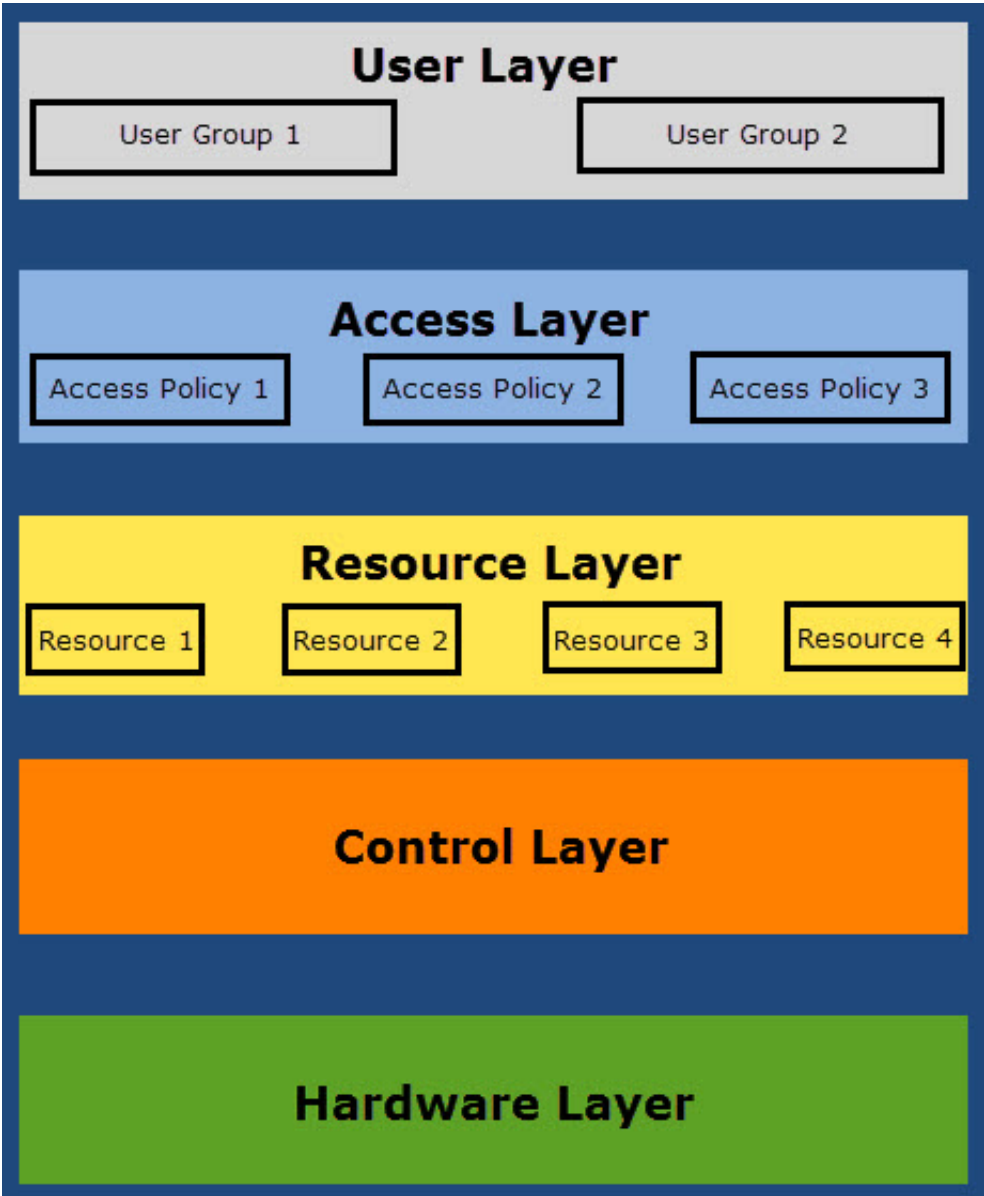 User Layer
User Group 1 User Group 2
Access Layer
Access Policy 1 Access Policy 2 Access Policy 3
Resource Layer
Resource 1 Resource 2 Resource 3 Resource 4
Control Layer
Hardware Layer